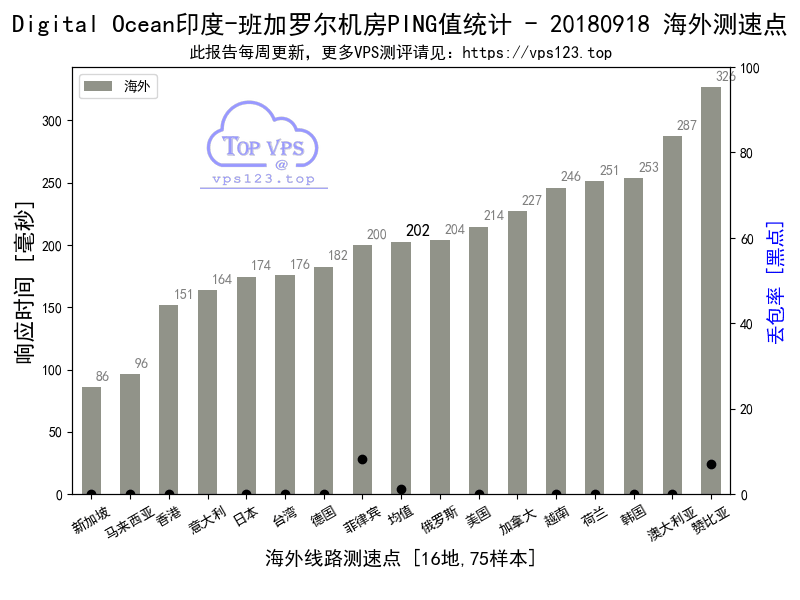 Digital Ocean印度-班加罗尔机房PING值统计 - 20180918 海外测速点
此报告每周更新，更多VPS测评请见：https://vps123.top
海外
TOP VPS
@
vps123.top
响应时间 [毫秒]
丢包率 [黑点]
300
250
200
150
100
50
0
100
80
60
40
20
0
86
96
151
164
174
176
182
200
202
204
214
227
246
251
253
287
326
新加坡
马来西亚
香港
意大利
日本
台湾
德国
菲律宾
均值
俄罗斯
美国
加拿大
越南
荷兰
韩国
澳大利亚
赞比亚
海外线路测速点 [16地,75样本]